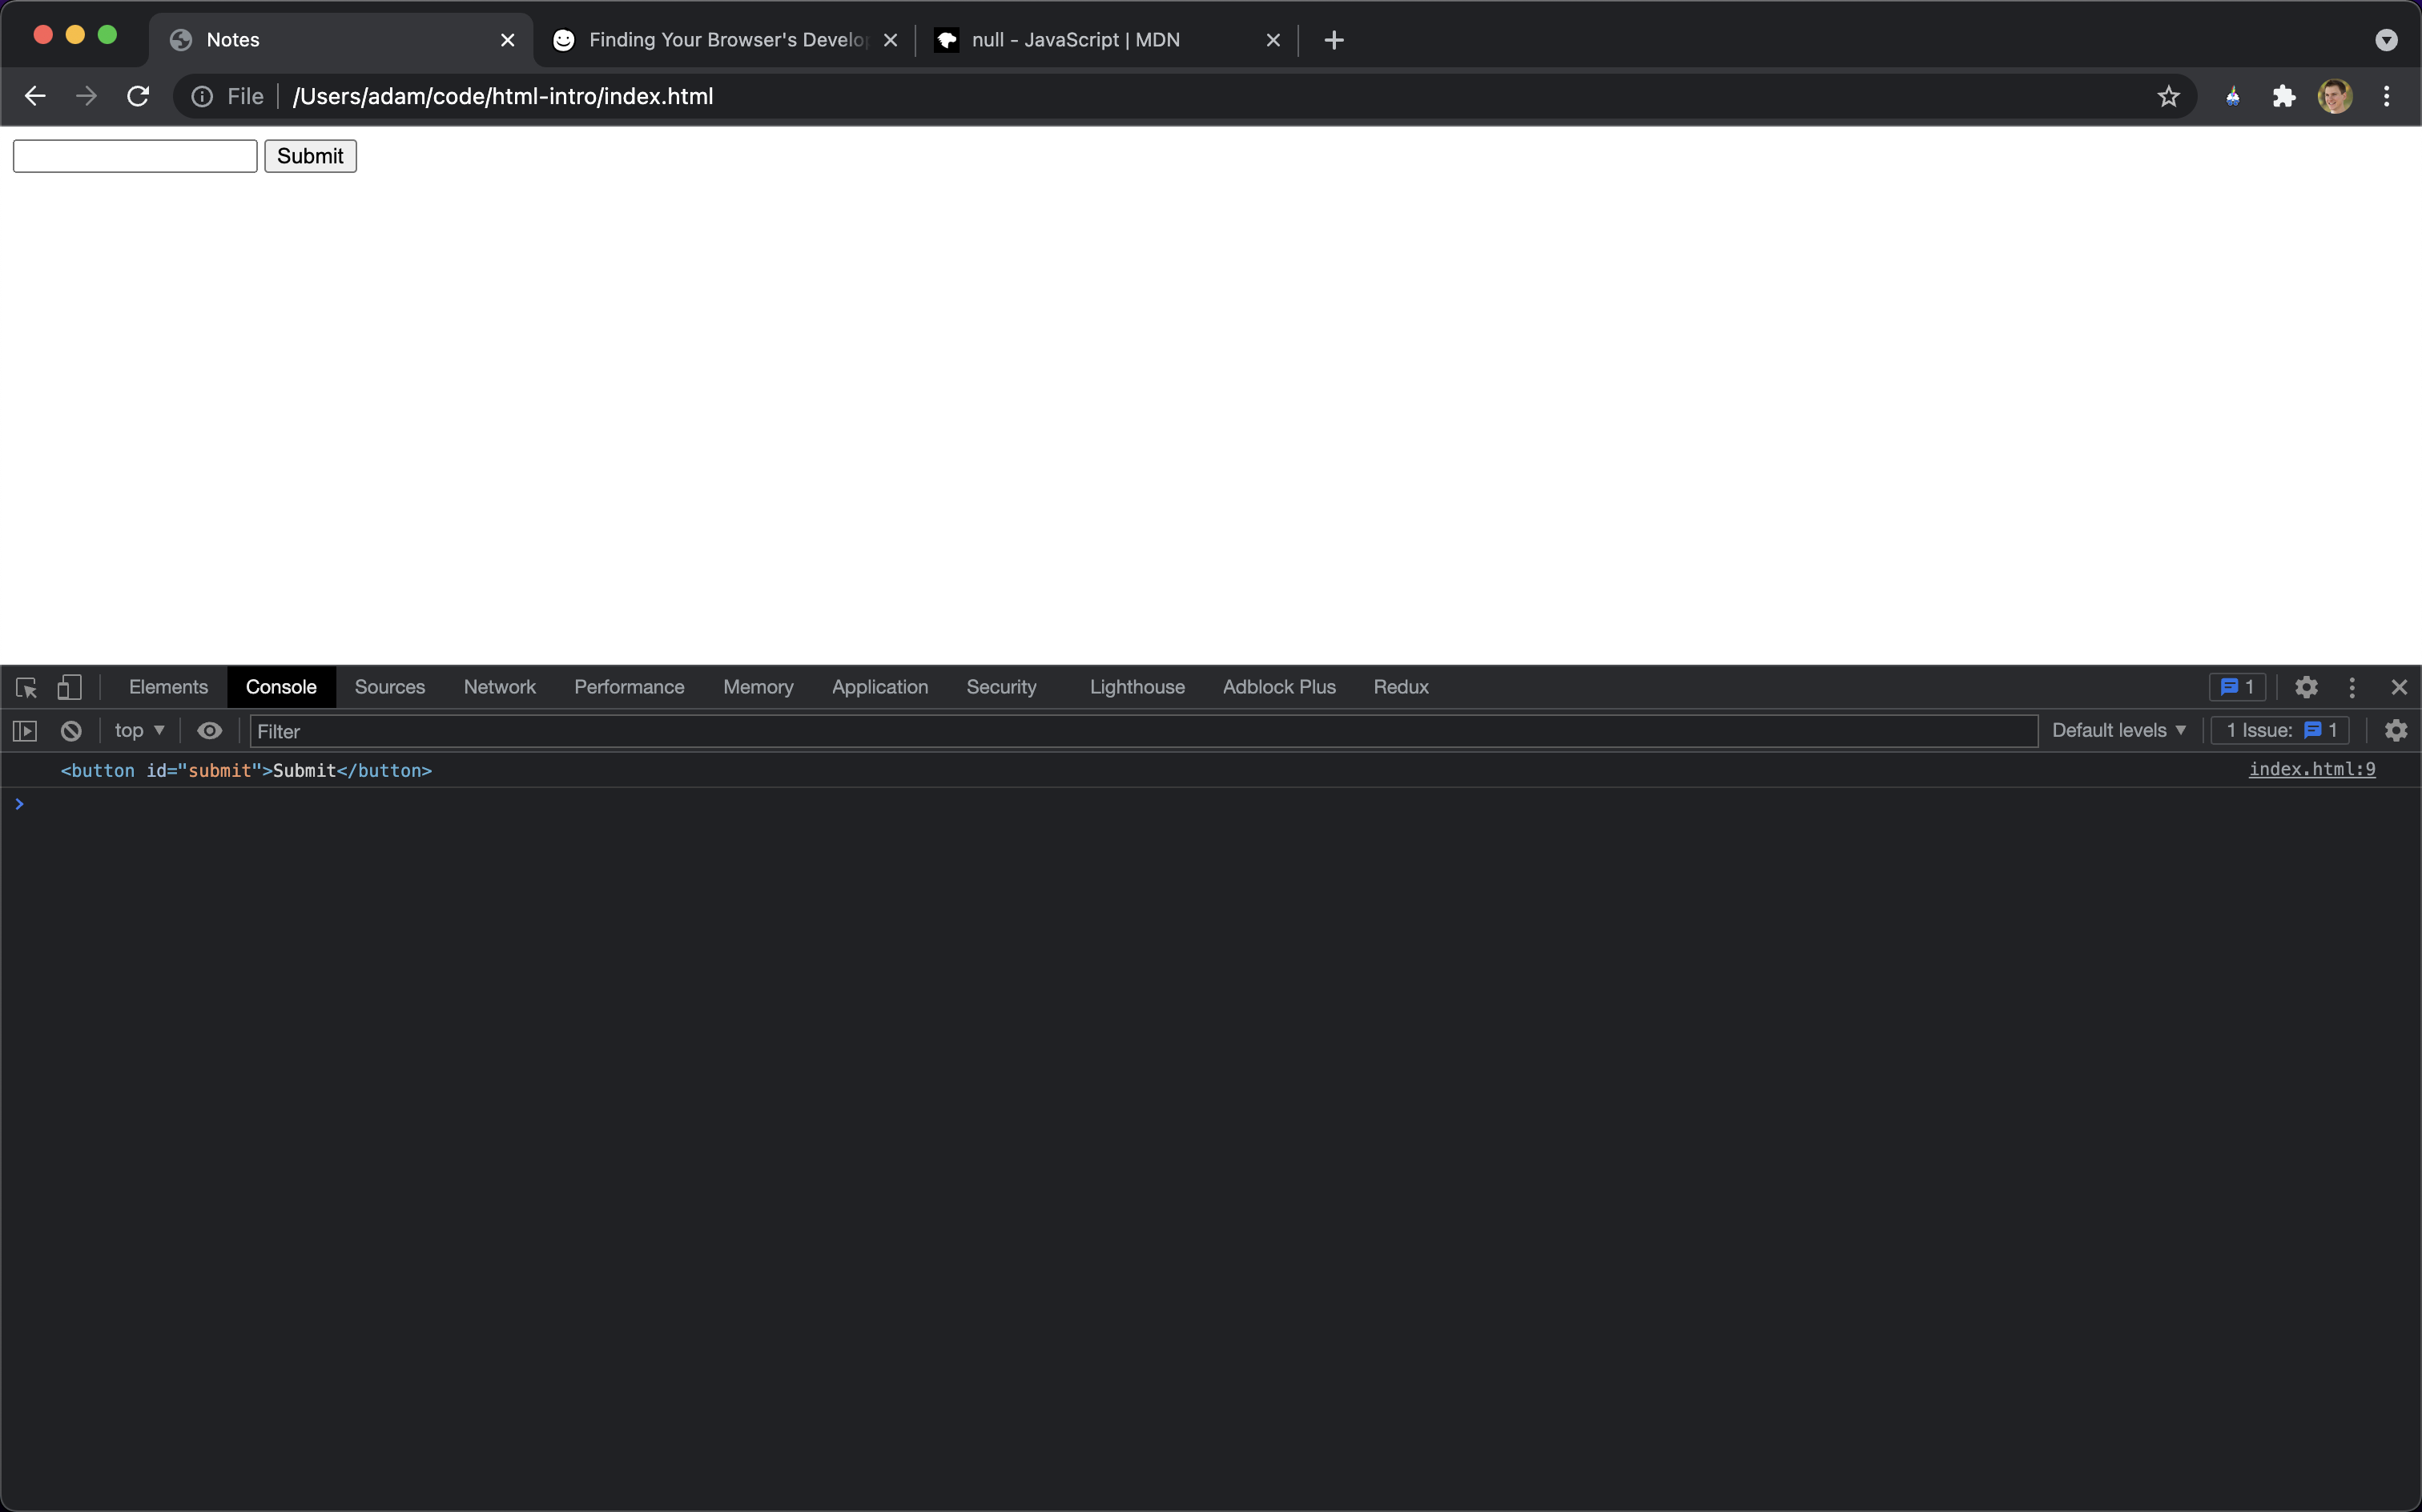 Notes
Finding Your Browser's Develop
null - JavaScript | MDN
File
/Users/adam/code/html-intro/index.html
Submit
Elements Console Sources Network Performance Memory Application Security Lighthouse Adblock Plus Redux 1
top ▼ Filter Default levels ▼ 1 Issue: 1
<button id="submit">Submit</button> index.html:9
>